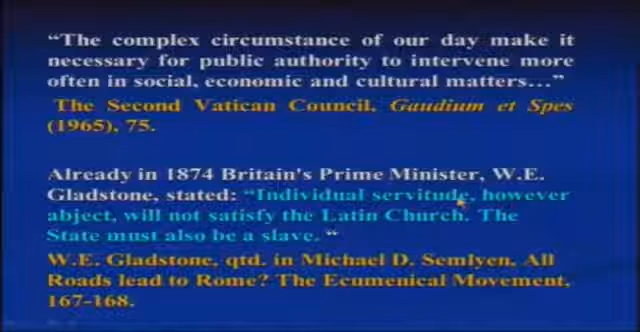 “The complex circumstance of our day make it
necessary for public authority to intervene more
often in social, economic and cultural matters…”
The Second Vatican Council, Gaudium et Spes
(1965), 75.
Already in 1874 Britain's Prime Minister, W.E.
Gladstone, stated: “Individual servitude, however
abject, will not satisfy the Latin Church. The
State must also be a slave. “
W.E. Gladstone, qtd. in Michael D. Semlyen, All
Roads lead to Rome? The Ecumenical Movement,
167-168.